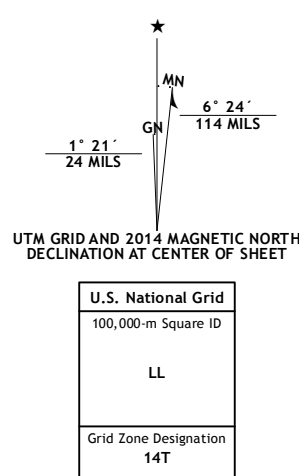 ★
MN
GN
6° 24´
114 MILS
1° 21´
24 MILS
UTM GRID AND 2014 MAGNETIC NORTH
DECLINATION AT CENTER OF SHEET
U.S. National Grid
100,000-m Square ID
LL
Grid Zone Designation
14T